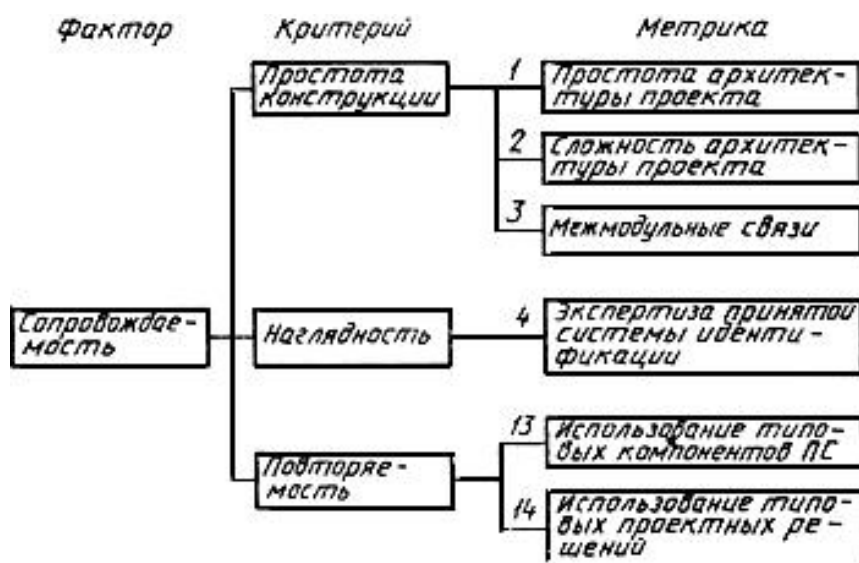 Фактор Критерий Метрика
Простота
конструкции
1
Простота архитек-
туры проекта
2
Сложность архитек-
туры проекта
3
Межмодульные связи
Сопровождае-
мость
Наглядность
4
Экспертиза принятой
системы иденти-
фикации
Повторяе-
мость
13
Использование типо-
вых компонентов ПС
14
Использование типо-
вых проектных ре-
шений